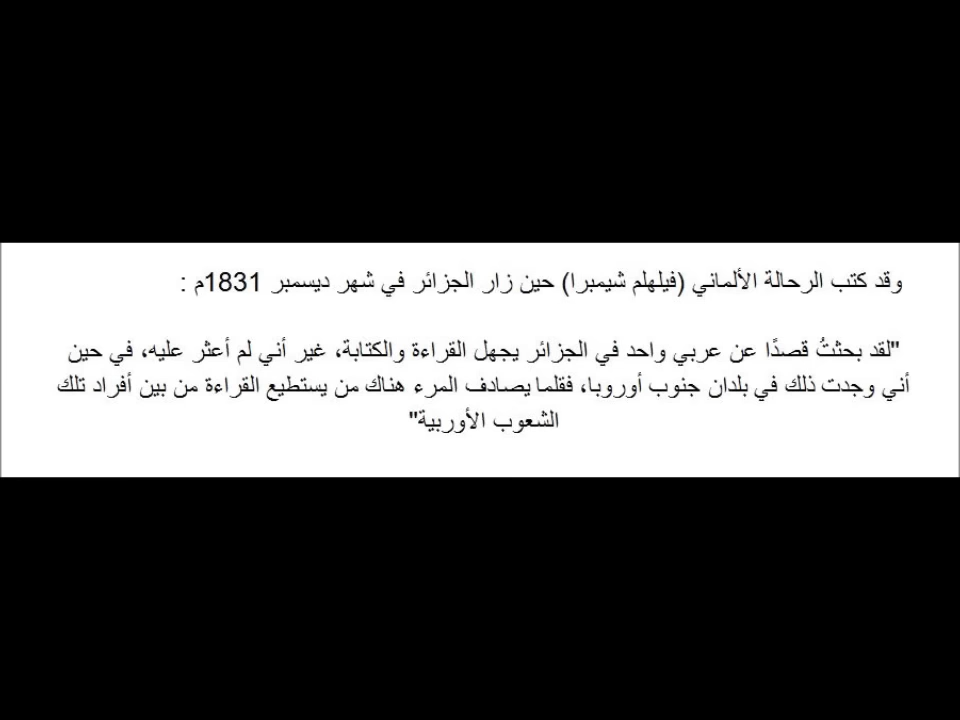 وقد كتب الرحالة الألماني (فيلهلم شيمبرا) حين زار الجزائر في شهر ديسمبر 1831م :
"لقد بحثتُ قصدًا عن عربي واحد في الجزائر يجهل القراءة والكتابة، غير أني لم أعثر عليه، في حين
أني وجدت ذلك في بلدان جنوب أوروبا، فقلما يصادف المرء هناك من يستطيع القراءة من بين أفراد تلك
الشعوب الأوربية"